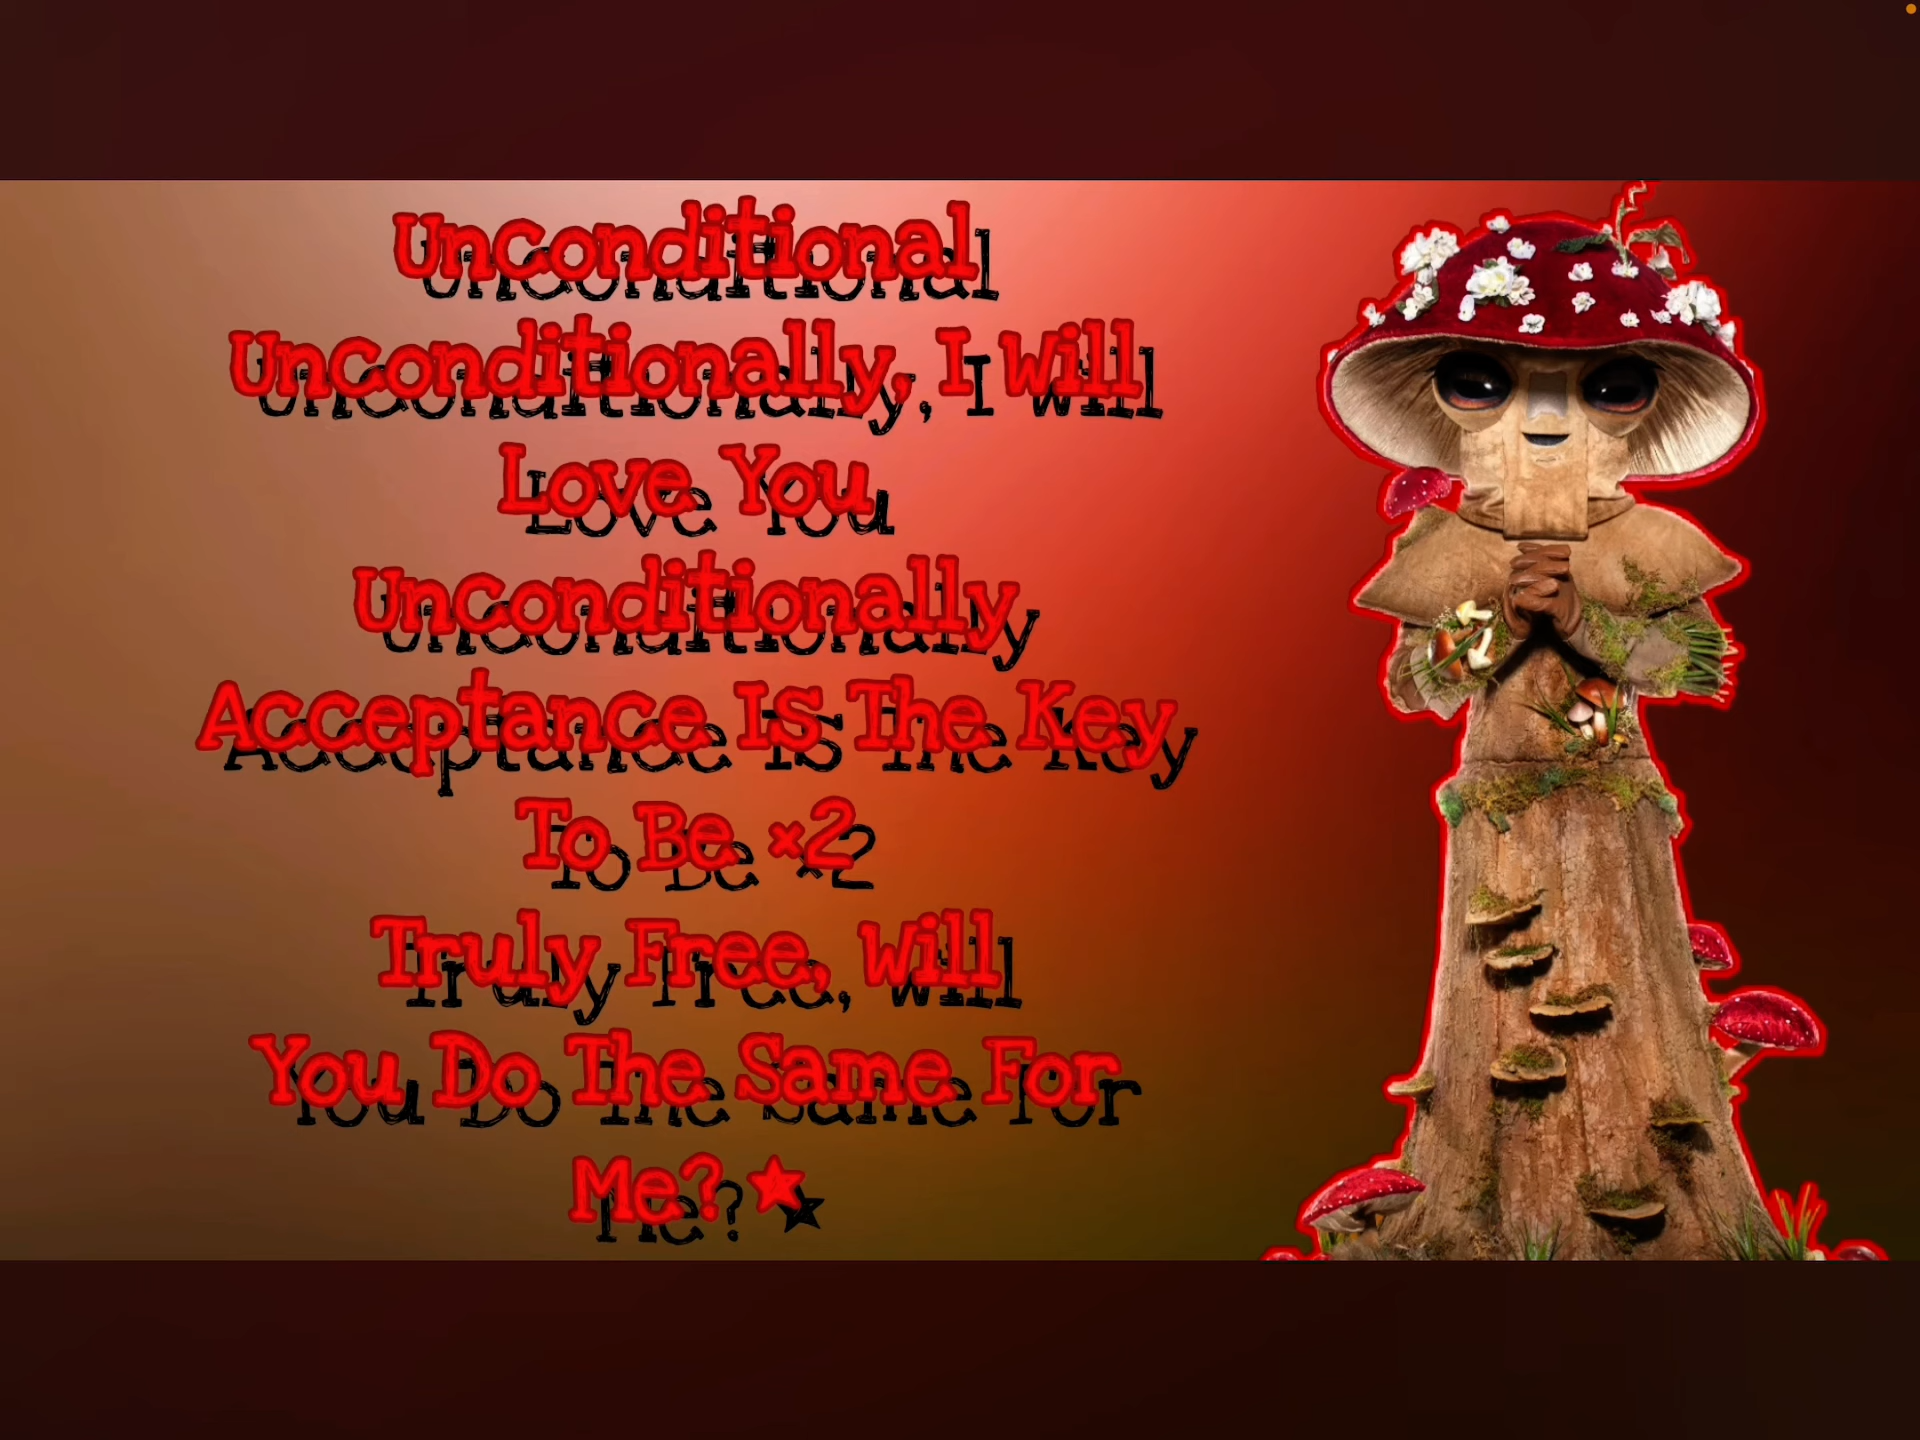 Unconditional
Unconditionally, I Will
Love You
Unconditionally
Acceptance Is The Key
To Be ×2
Truly Free, Will
You Do The Same For
Me? ★